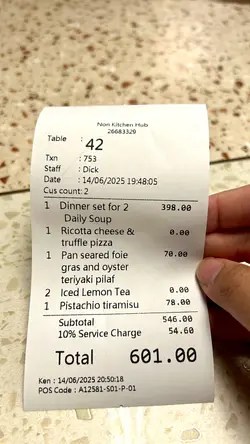 Non Kitchen Hub
26683329
Table : 42
Txn : 753
Staff : Dick
Date : 14/06/2025 19:48:05
Cus count: 2
1 Dinner set for 2 398.00
Daily Soup
1 Ricotta cheese & 0.00
truffle pizza
1 Pan seared foie 70.00
gras and oyster
teriyaki pilaf
2 Iced Lemon Tea 0.00
1 Pistachio tiramisu 78.00
Subtotal 546.00
10% Service Charge 54.60
Total 601.00
Ken : 14/06/2025 20:50:18
POS Code : A12581-S01-P-01